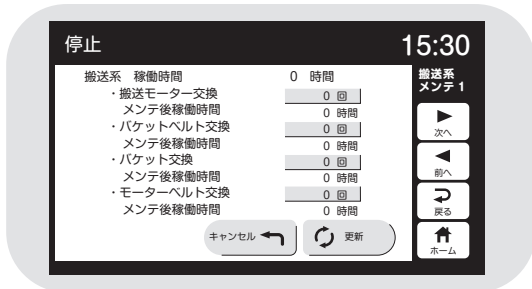 停止 15:30
搬送系 稼働時間 0 時間
・搬送モーター交換 0 回
メンテ後稼働時間 0 時間
・バケットベルト交換 0 回
メンテ後稼働時間 0 時間
・バケット交換 0 回
メンテ後稼働時間 0 時間
・モーターベルト交換 0 回
メンテ後稼働時間 0 時間
キャンセル 更新
搬送系
メンテ 1
次へ
前へ
戻る
ホーム